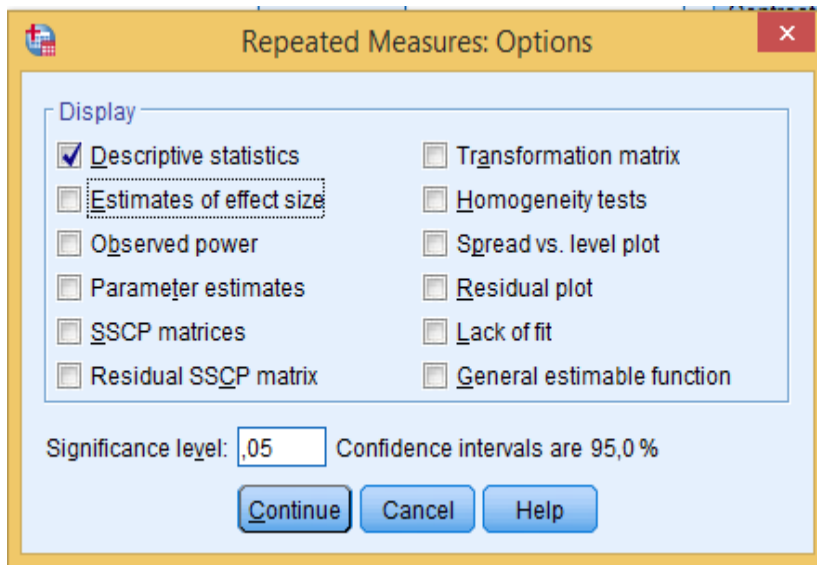 Repeated Measures: Options
Display
Descriptive statistics
Transformation matrix
Estimates of effect size
Homogeneity tests
Observed power
Spread vs. level plot
Parameter estimates
Residual plot
SSCP matrices
Lack of fit
Residual SSCP matrix
General estimable function
Significance level: ,05 Confidence intervals are 95,0 %
Continue Cancel Help